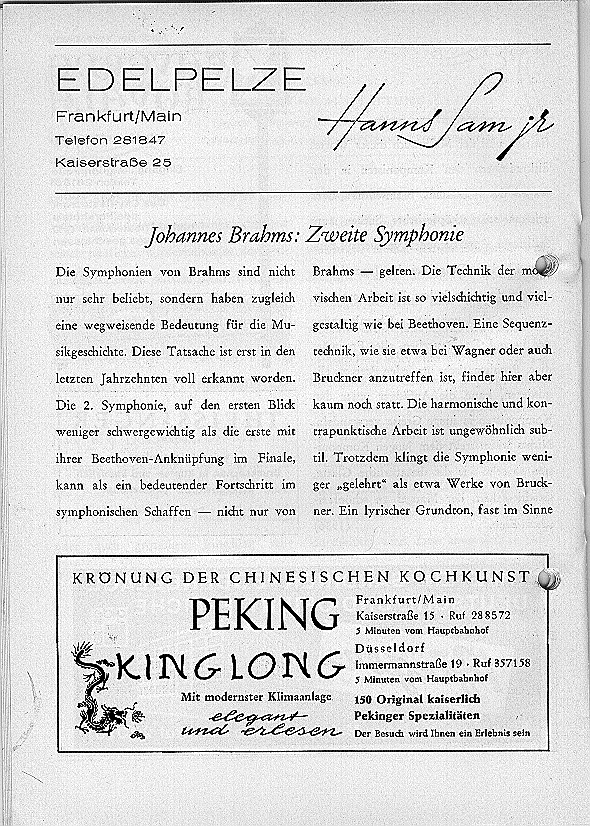 EDELPELZE
Frankfurt/Main
Telefon 281847
Kaiserstraße 25
Hanns Sam jr
Johannes Brahms: Zweite Symphonie
Die Symphonien von Brahms sind nicht
nur sehr beliebt, sondern haben zugleich
eine wegweisende Bedeutung für die Mu-
sikgeschichte. Diese Tatsache ist erst in den
letzten Jahrzehnten voll erkannt worden.
Die 2. Symphonie, auf den ersten Blick
weniger schwergewichtig als die erste mit
ihrer Beethoven-Anknüpfung im Finale,
kann als ein bedeutender Fortschritt im
symphonischen Schaffen — nicht nur von
Brahms — gelten. Die Technik der
vischen Arbeit ist so vielschichtig und viel-
gestaltig wie bei Beethoven. Eine Sequenz-
technik, wie sie etwa bei Wagner oder auch
Bruckner anzutreffen ist, findet hier aber
kaum noch statt. Die harmonische und kon-
trapunktische Arbeit ist ungewöhnlich sub-
til. Trotzdem klingt die Symphonie weni-
ger „gelehrt" als etwa Werke von Bruck-
ner. Ein lyrischer Grundton, fast im Sinne
KRÖNUNG DER CHINESISCHEN KOCHKUNST
PEKING
KINGLONG
Mit modernster Klimaanlage
elegant
und erlesen
Frankfurt/Main
Kaiserstraße 15 · Ruf 288572
5 Minuten vom Hauptbahnhof
Düsseldorf
Immermannstraße 19 · Ruf 357158
5 Minuten vom Hauptbahnhof
150 Original kaiserlich
Pekinger Spezialitäten
Der Besuch wird Ihnen ein Erlebnis sein